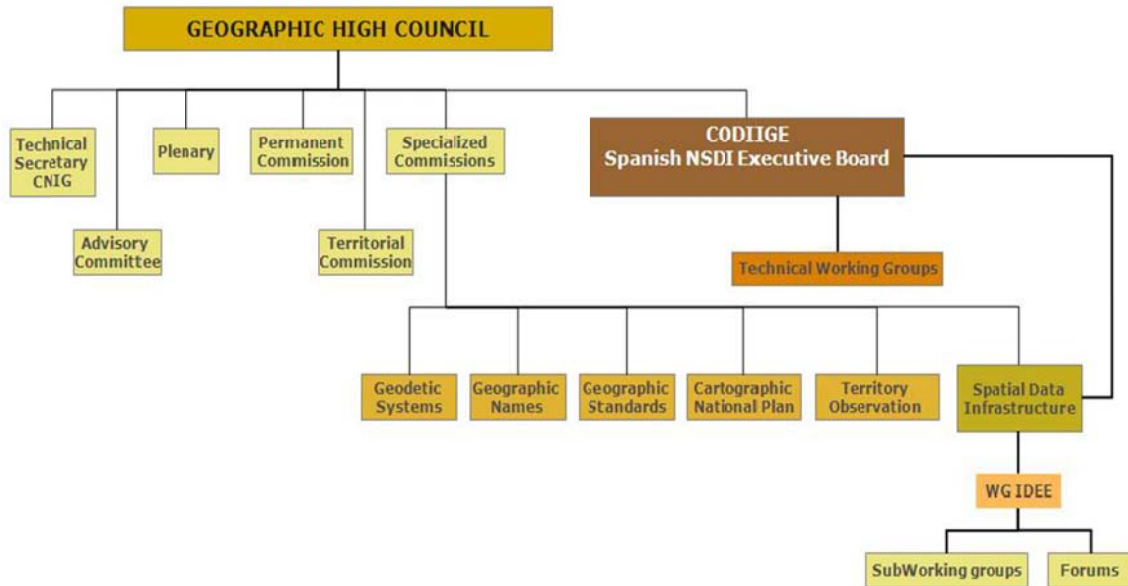 GEOGRAPHIC HIGH COUNCIL
Technical
Secretary
CNIG
Plenary
Permanent
Commission
Specialized
Commissions
CODIIGE
Spanish NSDI Executive Board
Advisory
Committee
Territorial
Commission
Technical Working Groups
Geodetic
Systems
Geographic
Names
Geographic
Standards
Cartographic
National Plan
Territory
Observation
Spatial Data
Infrastructure
WG IDEE
SubWorking groups
Forums